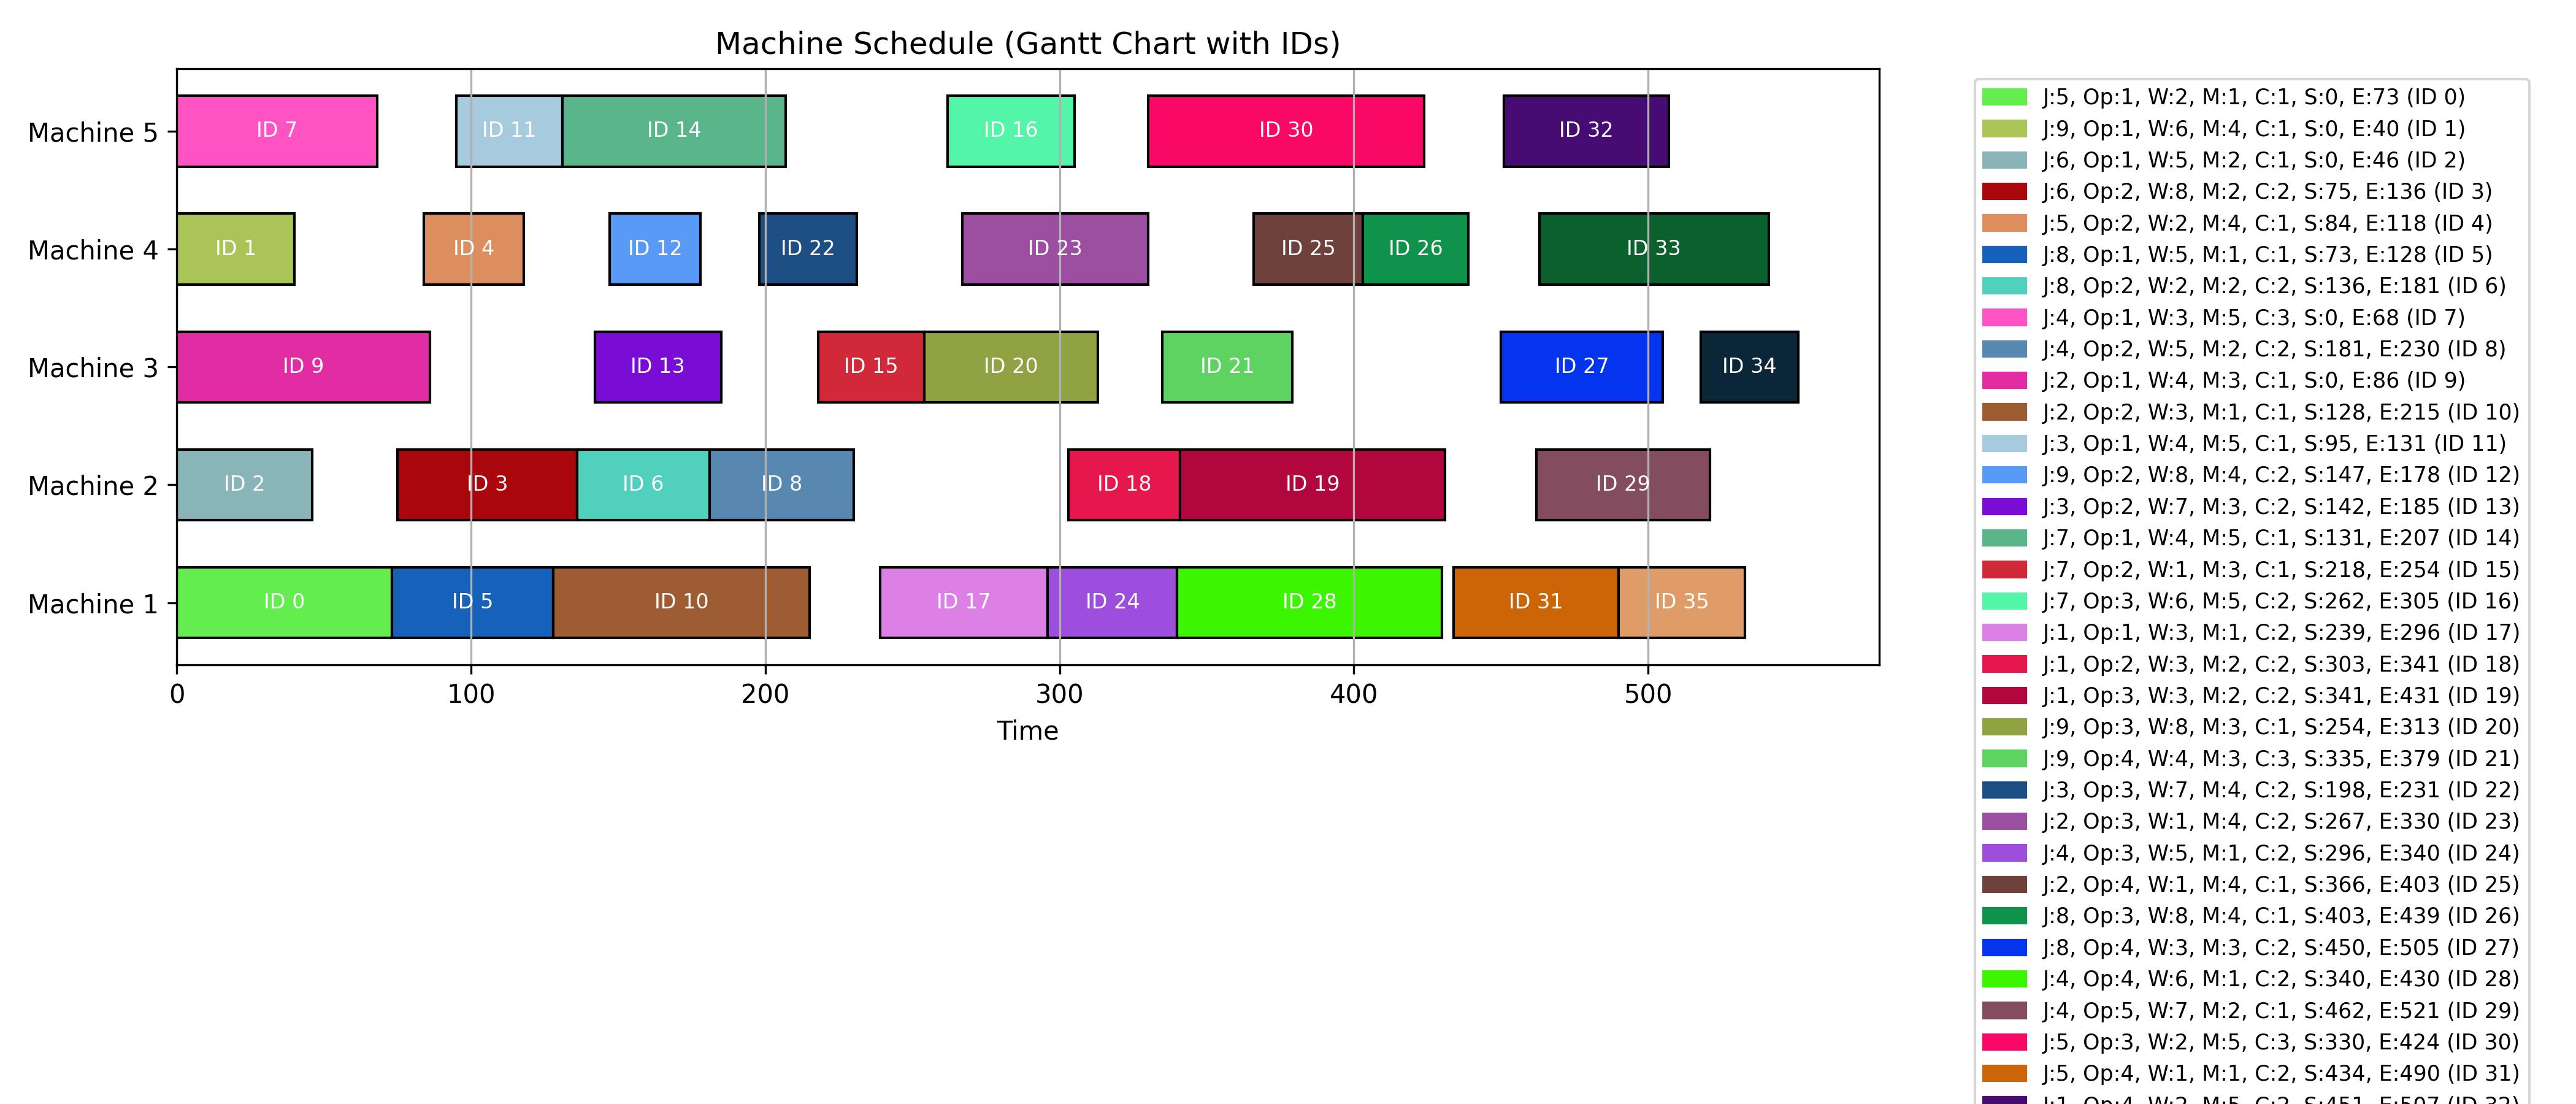 Machine Schedule (Gantt Chart with IDs)
Machine 5
ID 7
ID 11
ID 14
ID 16
ID 30
ID 32
Machine 4
ID 1
ID 4
ID 12
ID 22
ID 23
ID 25
ID 26
ID 33
Machine 3
ID 9
ID 13
ID 15
ID 20
ID 21
ID 27
ID 34
Machine 2
ID 2
ID 3
ID 6
ID 8
ID 18
ID 19
ID 29
Machine 1
ID 0
ID 5
ID 10
ID 17
ID 24
ID 28
ID 31
ID 35
0 100 200 300 400 500
Time
J:5, Op:1, W:2, M:1, C:1, S:0, E:73 (ID 0)
J:9, Op:1, W:6, M:4, C:1, S:0, E:40 (ID 1)
J:6, Op:1, W:5, M:2, C:1, S:0, E:46 (ID 2)
J:6, Op:2, W:8, M:2, C:2, S:75, E:136 (ID 3)
J:5, Op:2, W:2, M:4, C:1, S:84, E:118 (ID 4)
J:8, Op:1, W:5, M:1, C:1, S:73, E:128 (ID 5)
J:8, Op:2, W:2, M:2, C:2, S:136, E:181 (ID 6)
J:4, Op:1, W:3, M:5, C:3, S:0, E:68 (ID 7)
J:4, Op:2, W:5, M:2, C:2, S:181, E:230 (ID 8)
J:2, Op:1, W:4, M:3, C:1, S:0, E:86 (ID 9)
J:2, Op:2, W:3, M:1, C:1, S:128, E:215 (ID 10)
J:3, Op:1, W:4, M:5, C:1, S:95, E:131 (ID 11)
J:9, Op:2, W:8, M:4, C:2, S:147, E:178 (ID 12)
J:3, Op:2, W:7, M:3, C:2, S:142, E:185 (ID 13)
J:7, Op:1, W:4, M:5, C:1, S:131, E:207 (ID 14)
J:7, Op:2, W:1, M:3, C:1, S:218, E:254 (ID 15)
J:7, Op:3, W:6, M:5, C:2, S:262, E:305 (ID 16)
J:1, Op:1, W:3, M:1, C:2, S:239, E:296 (ID 17)
J:1, Op:2, W:3, M:2, C:2, S:303, E:341 (ID 18)
J:1, Op:3, W:3, M:2, C:2, S:341, E:431 (ID 19)
J:9, Op:3, W:8, M:3, C:1, S:254, E:313 (ID 20)
J:9, Op:4, W:4, M:3, C:3, S:335, E:379 (ID 21)
J:3, Op:3, W:7, M:4, C:2, S:198, E:231 (ID 22)
J:2, Op:3, W:1, M:4, C:2, S:267, E:330 (ID 23)
J:4, Op:3, W:5, M:1, C:2, S:296, E:340 (ID 24)
J:2, Op:4, W:1, M:4, C:1, S:366, E:403 (ID 25)
J:8, Op:3, W:8, M:4, C:1, S:403, E:439 (ID 26)
J:8, Op:4, W:3, M:3, C:2, S:450, E:505 (ID 27)
J:4, Op:4, W:6, M:1, C:2, S:340, E:430 (ID 28)
J:4, Op:5, W:7, M:2, C:1, S:462, E:521 (ID 29)
J:5, Op:3, W:2, M:5, C:3, S:330, E:424 (ID 30)
J:5, Op:4, W:1, M:1, C:2, S:434, E:490 (ID 31)